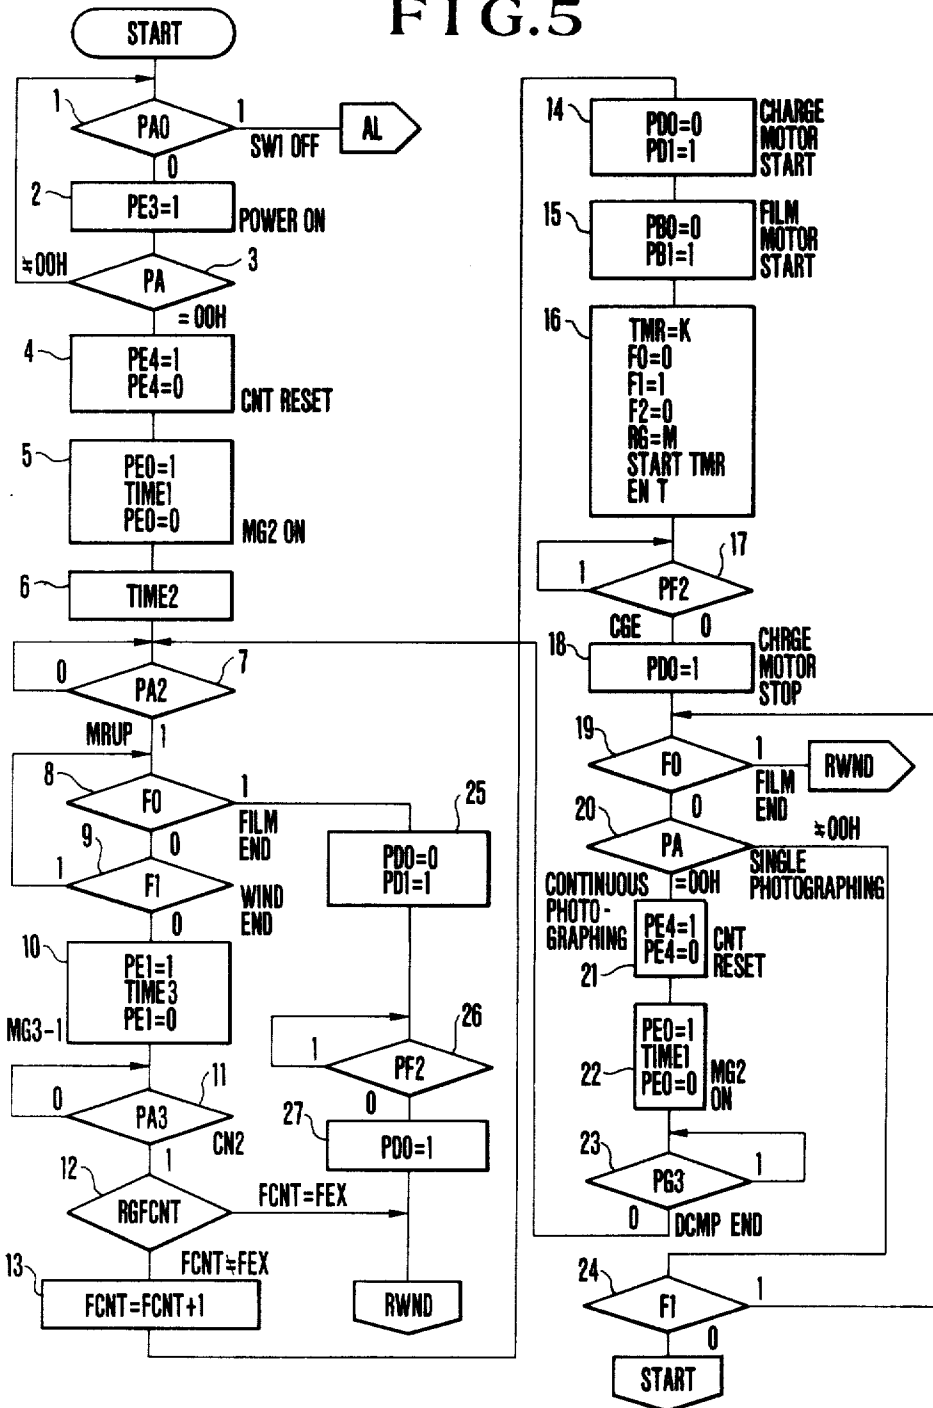 FIG.5
START
1
PA0
1
SW1 OFF
AL
0
2
PE3=1
POWER ON
≠00H
PA
3
=00H
4
PE4=1
PE4=0
CNT RESET
5
PE0=1
TIME1
PE0=0
MG2 ON
6
TIME2
0
PA2
7
MRUP
1
8
F0
1
FILM
END
0
9
1
F1
WIND
END
0
10
PE1=1
TIME3
PE1=0
MG3-1
0
PA3
11
CN2
1
12
RGFCNT
FCNT=FEX
FCNT≠FEX
13
FCNT=FCNT+1
25
PD0=0
PD1=1
1
PF2
26
0
27
PD0=1
RWND
14
PD0=0
PD1=1
CHARGE
MOTOR
START
15
PB0=0
PB1=1
FILM
MOTOR
START
16
TMR=K
F0=0
F1=1
F2=0
RG=M
START TMR
EN T
1
PF2
17
CGE
0
18
PD0=1
CHRGE
MOTOR
STOP
19
F0
1
FILM
END
RWND
0
20
PA
≠00H
SINGLE
PHOTOGRAPHING
=00H
CONTINUOUS
PHOTO-
GRAPHING
PE4=1
PE4=0
CNT
RESET
21
PE0=1
TIME1
PE0=0
22
MG2
ON
23
PG3
1
0
DCMP END
24
F1
1
0
START